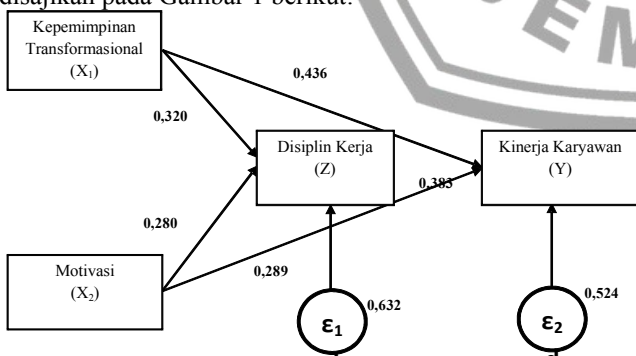 disajikan pada Gambar 1 berikut:
Kepemimpinan
Transformasional
(X₁)
0,436
0,320
Disiplin Kerja
(Z)
Kinerja Karyawan
(Y)
0,383
0,280
0,289
Motivasi
(X₂)
0,632
ε₁
0,524
ε₂